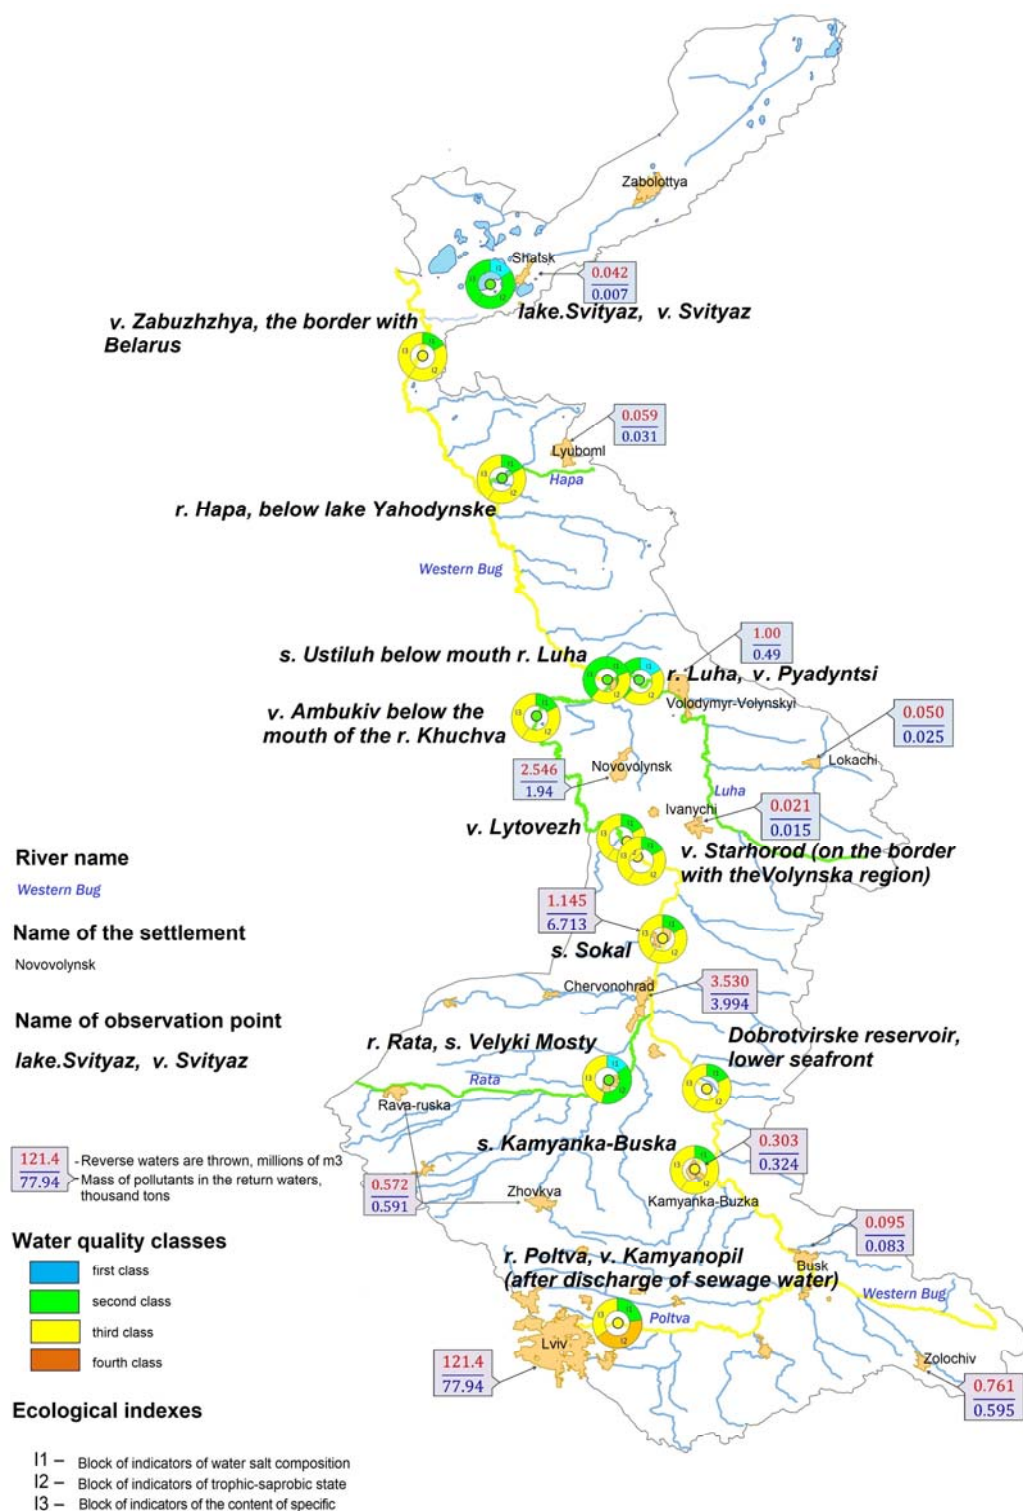 Zabolottya
Shatsk
0.042
0.007
lake.Svityaz, v. Svityaz
v. Zabuzhzhya, the border with
Belarus
I1
I2
I3
0.059
0.031
Lyuboml
Hapa
r. Hapa, below lake Yahodynske
Western Bug
1.00
0.49
s. Ustiluh below mouth r. Luha
r. Luha, v. Pyadyntsi
Volodymyr-Volynskyi
v. Ambukiv below the
mouth of the r. Khuchva
0.050
0.025
Lokachi
2.546
1.94
Novovolynsk
Luha
Ivanychi
0.021
0.015
v. Lytovezh
v. Starhorod (on the border
with theVolynska region)
River name
Western Bug
Name of the settlement
Novovolynsk
Name of observation point
lake.Svityaz, v. Svityaz
1.145
6.713
s. Sokal
Chervonohrad
3.530
3.994
r. Rata, s. Velyki Mosty
Dobrotvirske reservoir,
lower seafront
Rata
Rava-ruska
s. Kamyanka-Buska
0.303
0.324
Kamyanka-Buzka
0.572
0.591
Zhovkva
121.4
77.94
- Reverse waters are thrown, millions of m3
Mass of pollutants in the return waters,
thousand tons
0.095
0.083
Busk
r. Poltva, v. Kamyanopil
(after discharge of sewage water)
Western Bug
Poltva
Lviv
121.4
77.94
Zolochiv
0.761
0.595
Water quality classes
first class
second class
third class
fourth class
Ecological indexes
I1 – Block of indicators of water salt composition
I2 – Block of indicators of trophic-saprobic state
I3 – Block of indicators of the content of specific